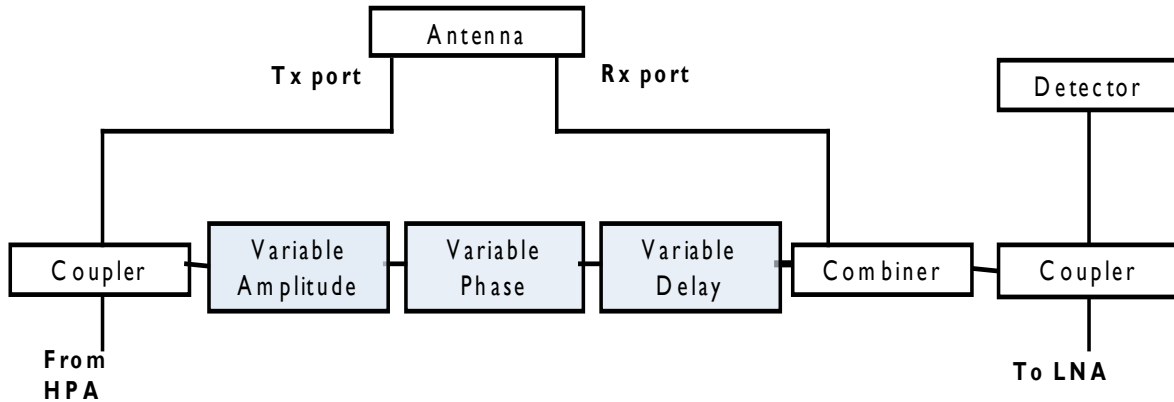 Antenna
Tx port
Rx port
Detector
Variable
Amplitude
Variable
Phase
Variable
Delay
Coupler
Combiner
Coupler
From
HPA
To LNA